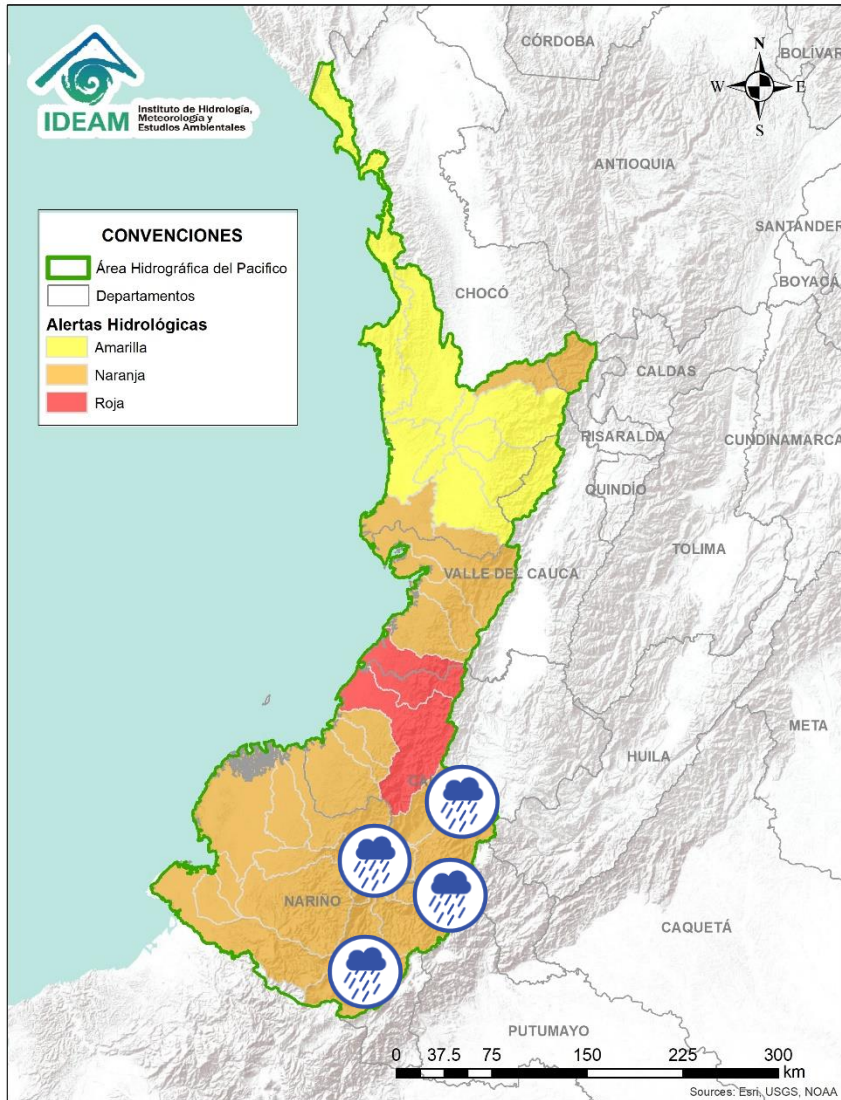 IDEAM
Instituto de Hidrología,
Meteorología y
Estudios Ambientales
CÓRDOBA
BOLÍVAR
N
W E
S
ANTIOQUIA
SANTANDER
BOYACÁ
CONVENCIONES
Área Hidrográfica del Pacifico
Departamentos
Alertas Hidrológicas
Amarilla
Naranja
Roja
CHOCÓ
CALDAS
RISARALDA
CUNDINAMARCA
QUINDÍO
TOLIMA
VALLE DEL CAUCA
META
HUILA
NARIÑO
CAQUETÁ
PUTUMAYO
0 37.5 75 150 225 300
km
Sources: Esri, USGS, NOAA